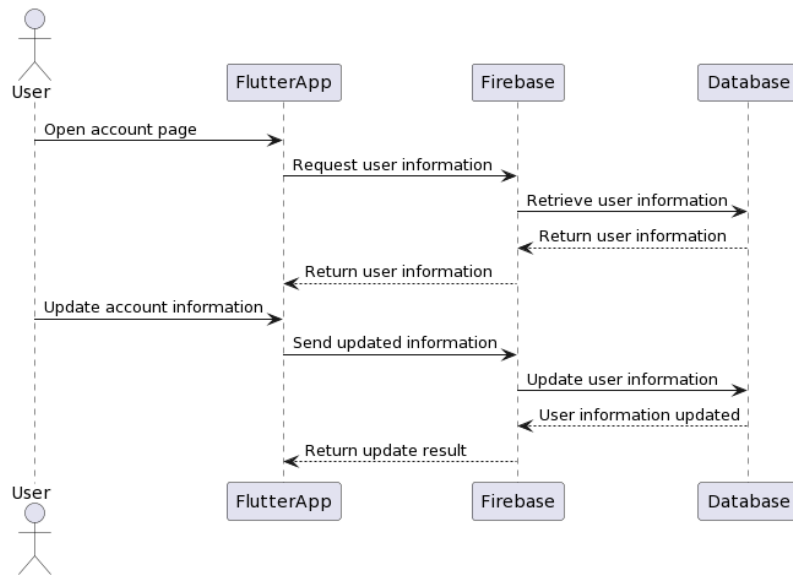 User
FlutterApp
Firebase
Database
Open account page
Request user information
Retrieve user information
Return user information
Return user information
Update account information
Send updated information
Update user information
User information updated
Return update result
User
FlutterApp
Firebase
Database